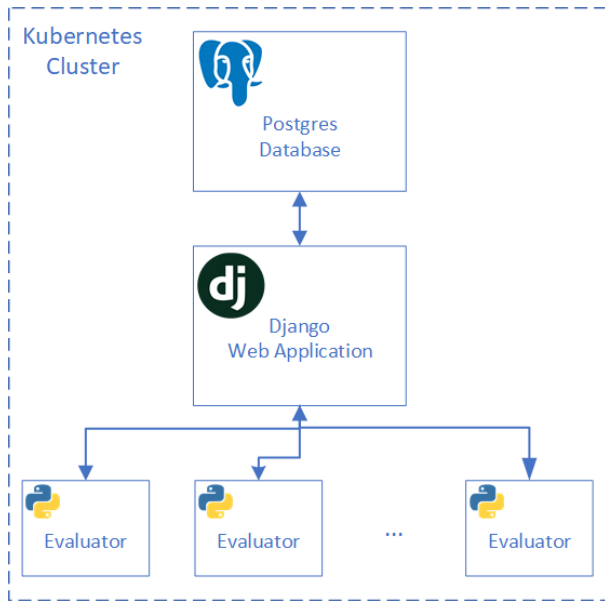 Kubernetes
Cluster
Postgres
Database
dj
Django
Web Application
Evaluator
Evaluator
...
Evaluator